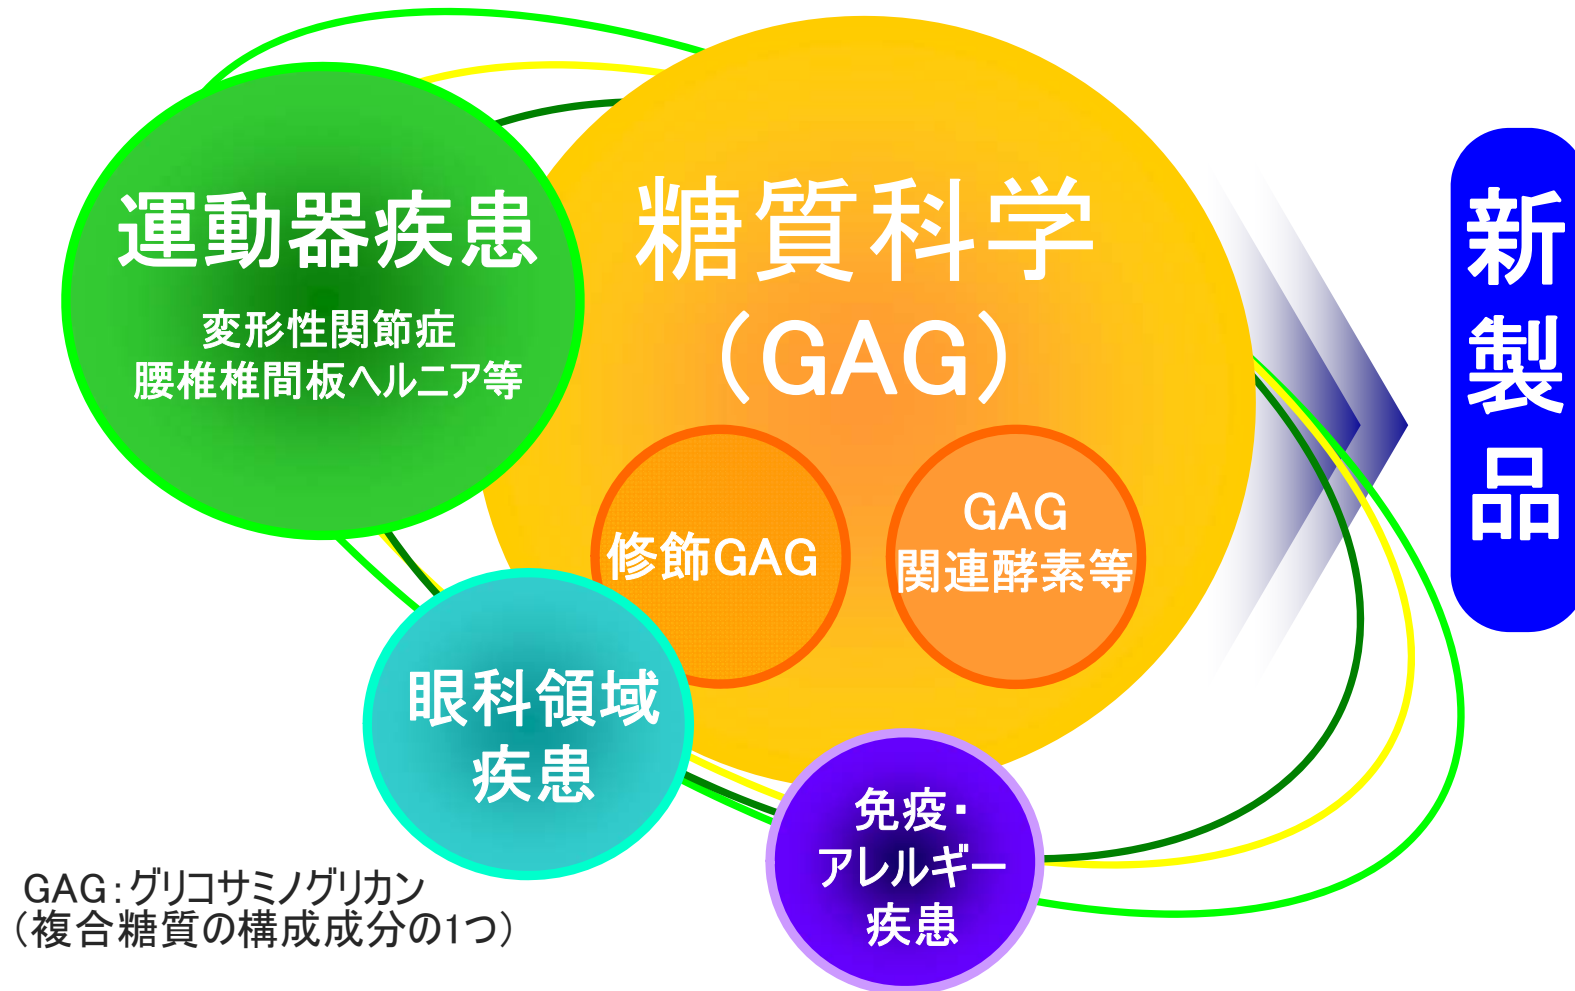 運動器疾患
変形性関節症
腰椎椎間板ヘルニア等
糖質科学
（GAG）
修飾GAG
GAG
関連酵素等
眼科領域
疾患
免疫・
アレルギー
疾患
新製品
GAG：グリコサミノグリカン
（複合糖質の構成成分の1つ）